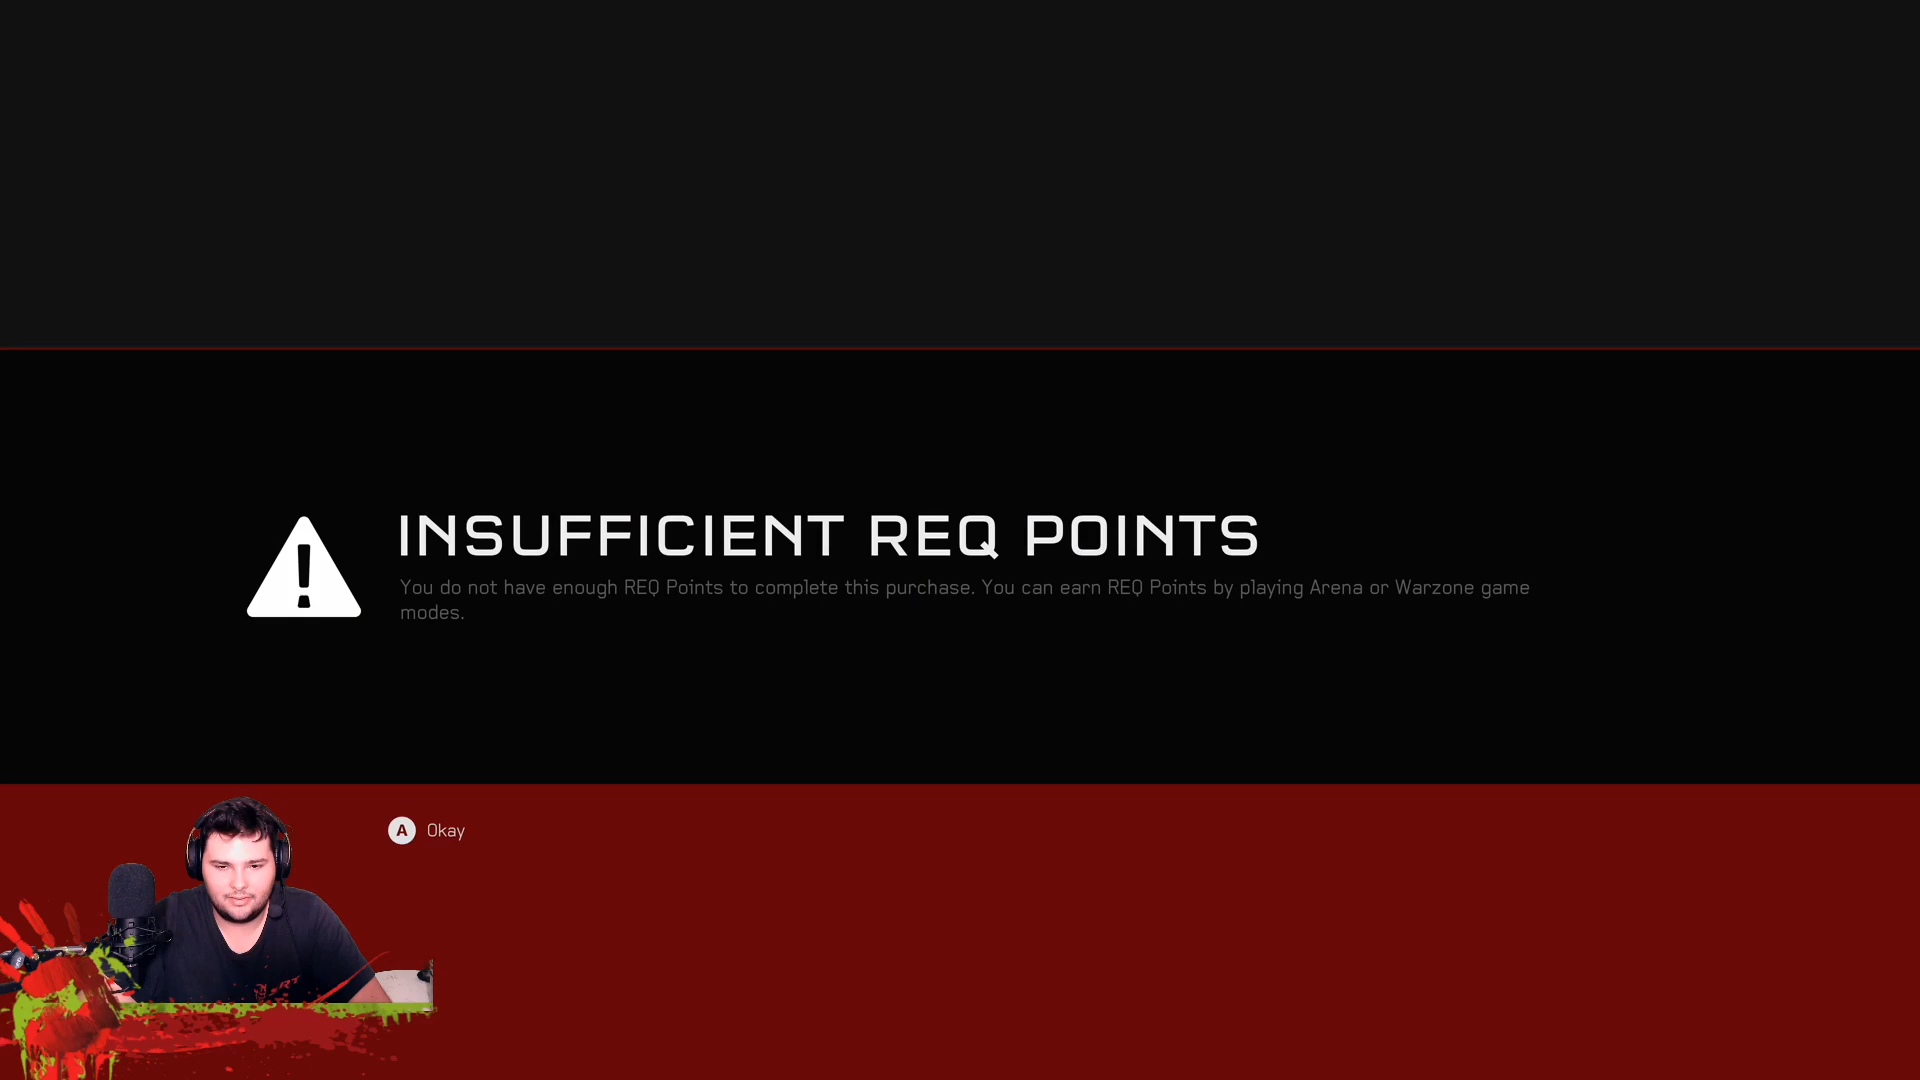 INSUFFICIENT REQ POINTS
You do not have enough REQ Points to complete this purchase. You can earn REQ Points by playing Arena or Warzone game
modes.
A Okay